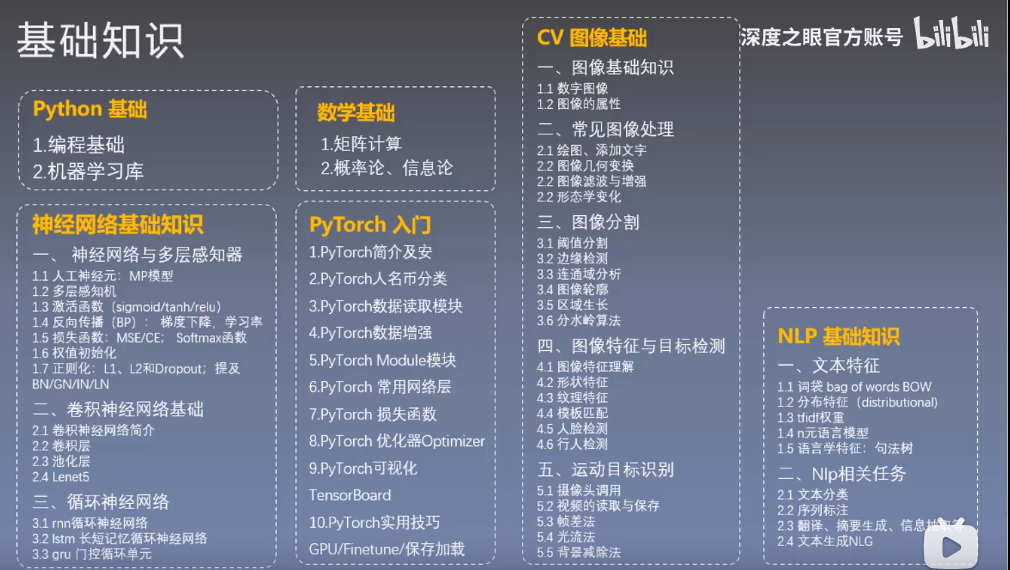 基础知识
深度之眼官方账号 bilibili
Python 基础
1.编程基础
2.机器学习库
数学基础
1.矩阵计算
2.概率论、信息论
神经网络基础知识
一、 神经网络与多层感知器
1.1 人工神经元：MP模型
1.2 多层感知机
1.3 激活函数（sigmoid/tanh/relu）
1.4 反向传播（BP）：梯度下降，学习率
1.5 损失函数：MSE/CE； Softmax函数
1.6 权值初始化
1.7 正则化：L1、L2和Dropout；提及
BN/GN/IN/LN
二、卷积神经网络基础
2.1 卷积神经网络简介
2.2 卷积层
2.3 池化层
2.4 Lenet5
三、循环神经网络
3.1 rnn循环神经网络
3.2 lstm 长短记忆循环神经网络
3.3 gru 门控循环单元
PyTorch 入门
1.PyTorch简介及安
2.PyTorch人名币分类
3.PyTorch数据读取模块
4.PyTorch数据增强
5.PyTorch Module模块
6.PyTorch 常用网络层
7.PyTorch 损失函数
8.PyTorch 优化器Optimizer
9.PyTorch可视化
TensorBoard
10.PyTorch实用技巧
GPU/Finetune/保存加载
CV 图像基础
一、图像基础知识
1.1 数字图像
1.2 图像的属性
二、常见图像处理
2.1 绘图、添加文字
2.2 图像几何变换
2.2 图像滤波与增强
2.2 形态学变化
三、图像分割
3.1 阈值分割
3.2 边缘检测
3.3 连通域分析
3.4 图像轮廓
3.5 区域生长
3.6 分水岭算法
四、图像特征与目标检测
4.1 图像特征理解
4.2 形状特征
4.3 纹理特征
4.4 模板匹配
4.5 人脸检测
4.6 行人检测
五、运动目标识别
5.1 摄像头调用
5.2 视频的读取与保存
5.3 帧差法
5.4 光流法
5.5 背景减除法
NLP 基础知识
一、文本特征
1.1 词袋 bag of words BOW
1.2 分布特征（distributional)
1.3 tfidf权重
1.4 n元语言模型
1.5 语言学特征：句法树
二、Nlp相关任务
2.1 文本分类
2.2 序列标注
2.3 翻译、摘要生成、信息抽取等
2.4 文本生成NLG